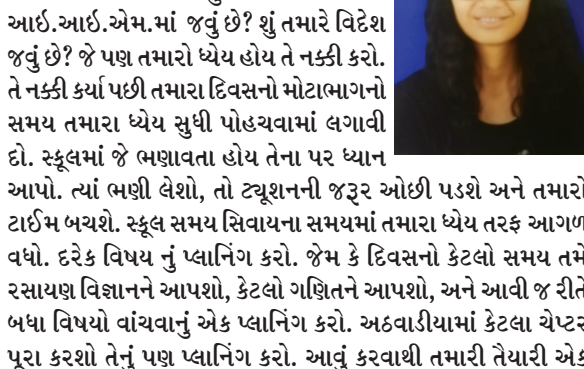 આઇ.આઇ.એમ.માં જવું છે? શું તમારે વિદેશ
જવું છે? જે પણ તમારો ધ્યેય હોય તે નક્કી કરો.
તે નક્કી કર્યા પછી તમારા દિવસનો મોટાભાગનો
સમય તમારા ધ્યેય સુધી પોહચવામાં લગાવી
દો. સ્કૂલમાં જે ભણાવતા હોય તેના પર ધ્યાન
આપો. ત્યાં ભણી લેશો, તો ટ્યૂશનની જરૂર ઓછી પડશે અને તમારો
ટાઈમ બચશે. સ્કૂલ સમય સિવાયના સમયમાં તમારા ધ્યેય તરફ આગળ
વધો. દરેક વિષય નું પ્લાનિંગ કરો. જેમ કે દિવસનો કેટલો સમય તમે
રસાયણ વિજ્ઞાનને આપશો, કેટલો ગણિતને આપશો, અને આવી જ રીતે
બધા વિષયો વાંચવાનું એક પ્લાનિંગ કરો. અઠવાડીયામાં કેટલા ચેપ્ટર
પૂરા કરશો તેનું પણ પ્લાનિંગ કરો. આવું કરવાથી તમારી તૈયારી એક